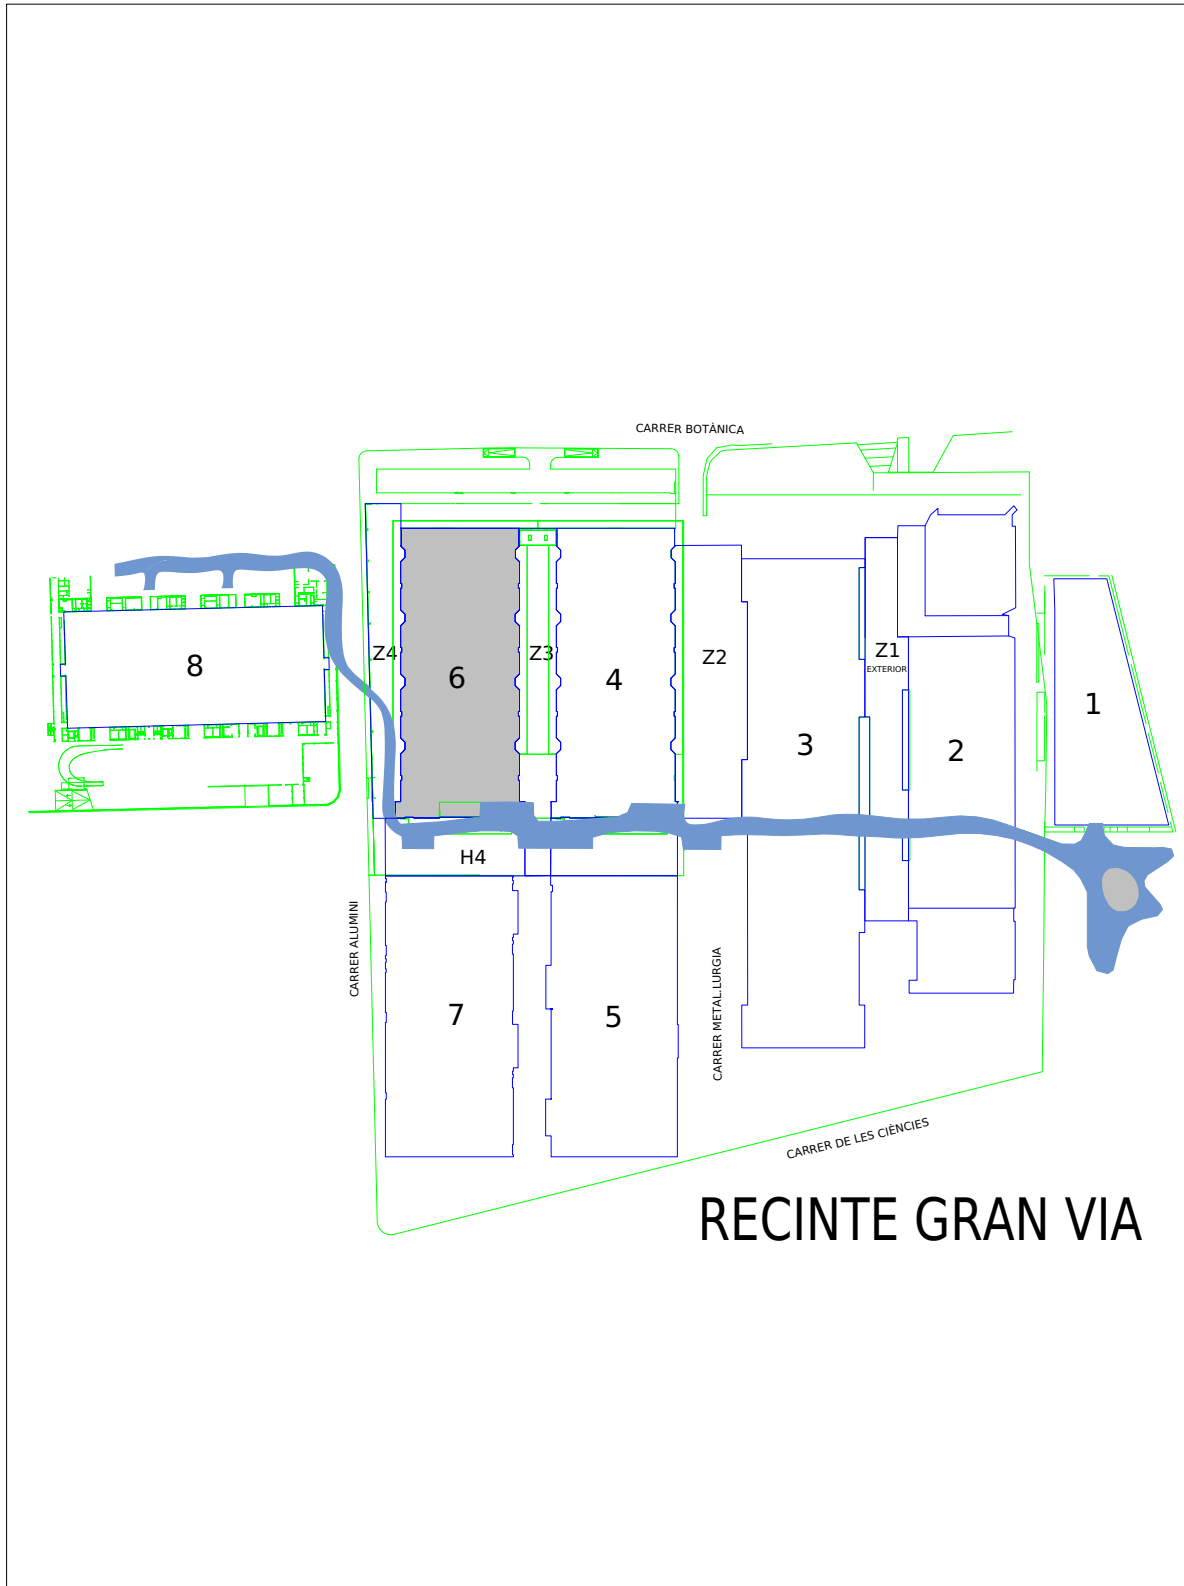 CARRER BOTÀNICA
8
Z4
6
Z3
4
Z2
Z1
EXTERIOR
3
2
1
H4
CARRER ALUMINI
7
5
CARRER METAL.LURGIA
CARRER DE LES CIÈNCIES
RECINTE GRAN VIA